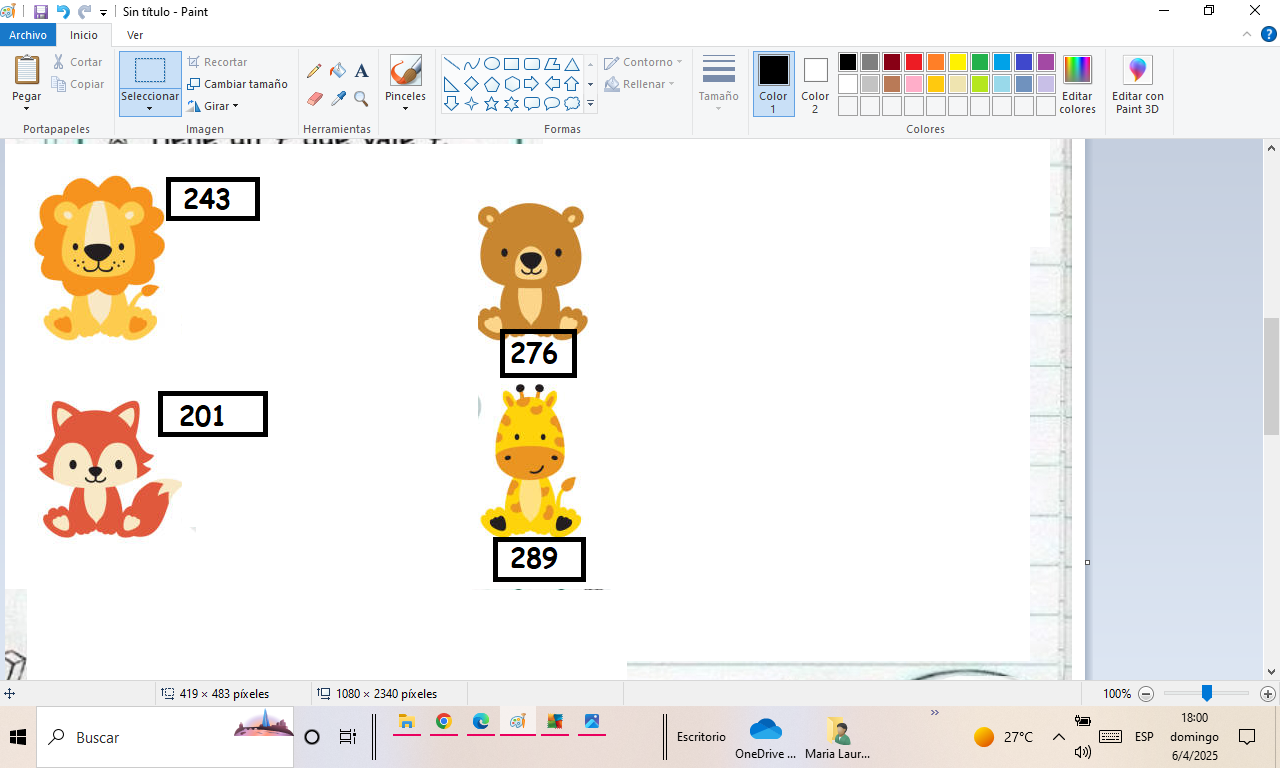 Sin título - Paint
Archivo Inicio Ver
Pegar
Cortar
Copiar
Portapapeles
Seleccionar
Recortar
Cambiar tamaño
Girar
Imagen
A
Herramientas
Pinceles
Contorno
Rellenar
Formas
Tamaño
Color
1
Color
2
Editar
colores
Colores
Editar con
Paint 3D
243
276
201
289
419 × 483 píxeles
1080 × 2340 píxeles
100%
Buscar
Escritorio
OneDrive ...
Maria Laur...
27°C
ESP
18:00
domingo
6/4/2025